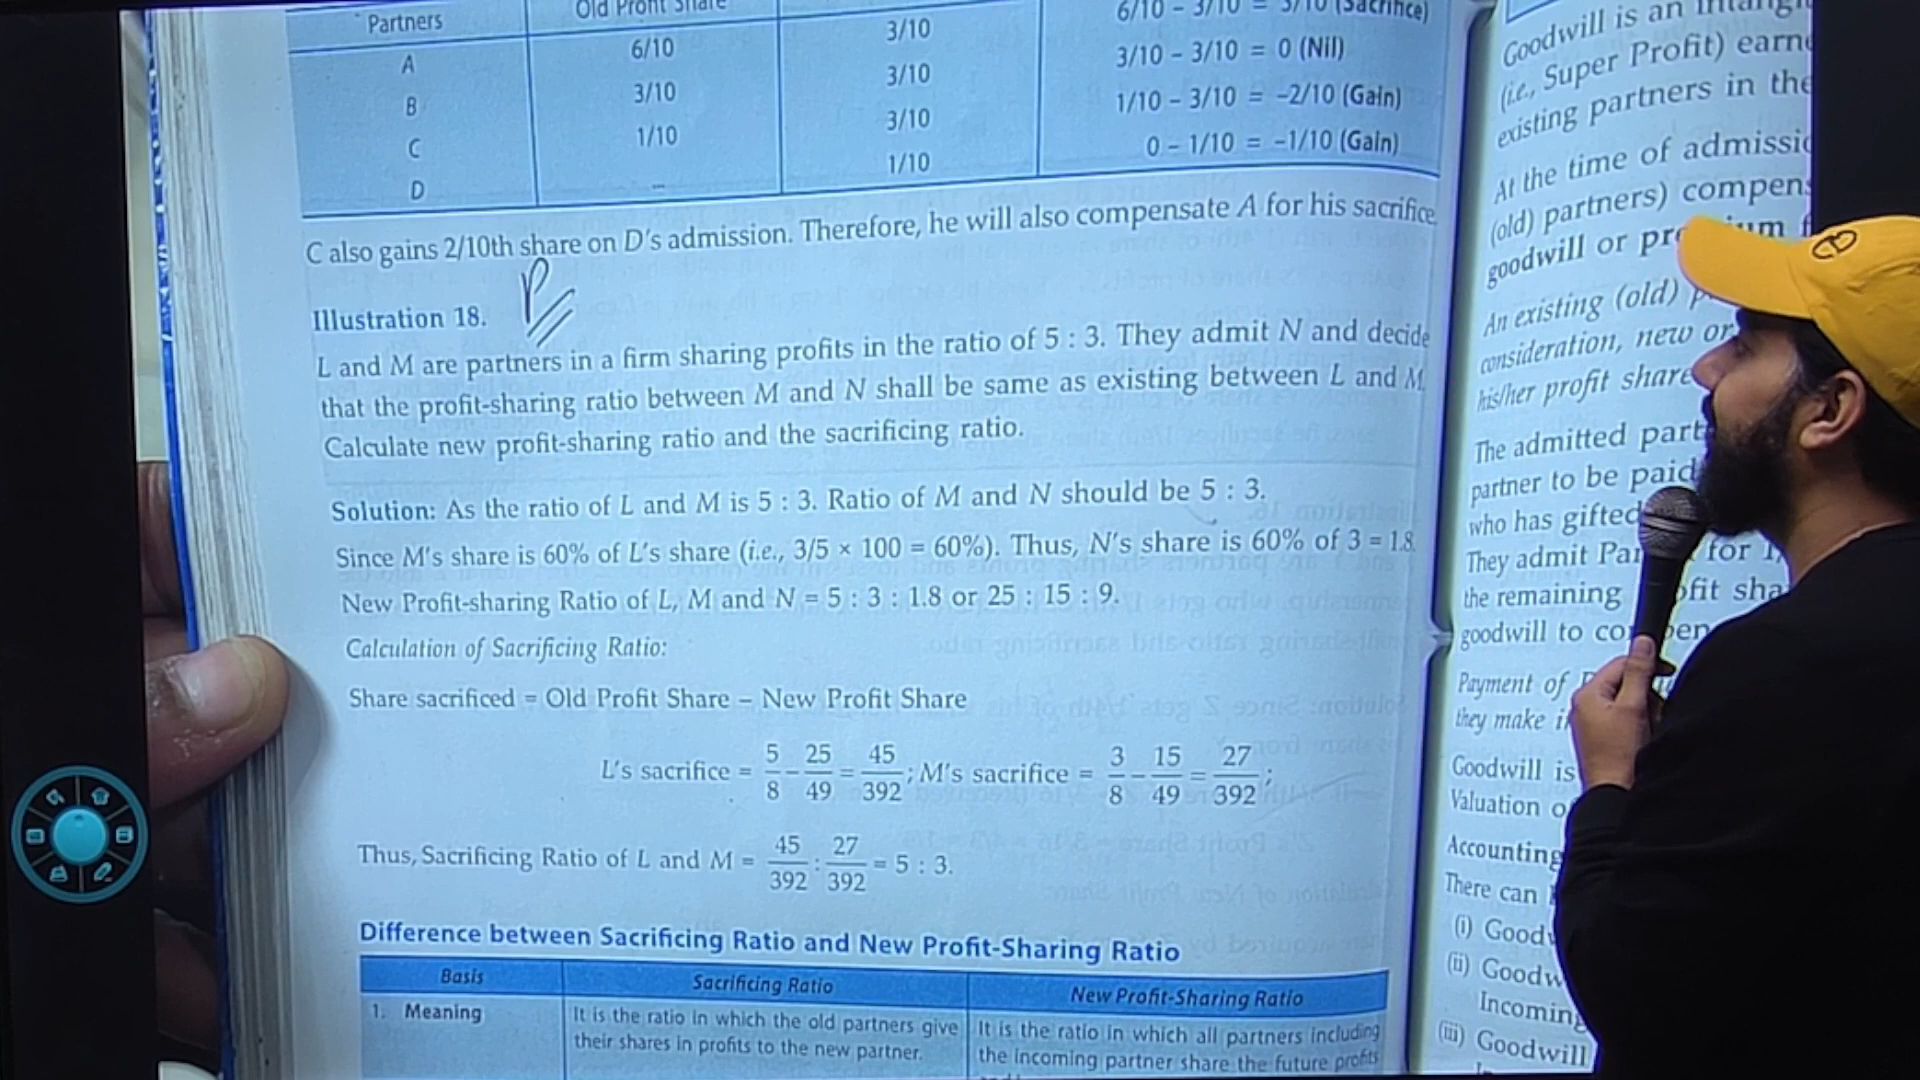 Partners Old Profit Share
A 6/10 3/10 6/10 – 3/10 = 3/10 (Sacrifice)
B 3/10 3/10 3/10 – 3/10 = 0 (Nil)
C 1/10 3/10 1/10 – 3/10 = –2/10 (Gain)
D -- 1/10 0 – 1/10 = –1/10 (Gain)
C also gains 2/10th share on D's admission. Therefore, he will also compensate A for his sacrifice
Illustration 18.
L and M are partners in a firm sharing profits in the ratio of 5 : 3. They admit N and decide
that the profit-sharing ratio between M and N shall be same as existing between L and M
Calculate new profit-sharing ratio and the sacrificing ratio.
Solution: As the ratio of L and M is 5 : 3. Ratio of M and N should be 5 : 3.
Since M's share is 60% of L's share (i.e., 3/5 × 100 = 60%). Thus, N's share is 60% of 3 = 1.8
New Profit-sharing Ratio of L, M and N = 5 : 3 : 1.8 or 25 : 15 : 9.
Calculation of Sacrificing Ratio:
Share sacrificed = Old Profit Share – New Profit Share
L's sacrifice = 5/8 – 25/49 = 45/392; M's sacrifice = 3/8 – 15/49 = 27/392;
Thus, Sacrificing Ratio of L and M = 45/392 : 27/392 = 5 : 3.
Difference between Sacrificing Ratio and New Profit-Sharing Ratio
Basis Sacrificing Ratio New Profit-Sharing Ratio
1. Meaning It is the ratio in which the old partners give It is the ratio in which all partners including
their shares in profits to the new partner. the incoming partner share the future profits
Goodwill is an
(i.e., Super Profit)
existing partners in the
At the time of
(old) partners)
goodwill or
An existing (old)
consideration, new or
his/her profit share
The admitted
partner to be paid
who has gifted
They admit for
the remaining
goodwill to
Payment of
they make
Goodwill is
Valuation
Accounting
There can
(i)
(ii)
Incoming
(iii) Goodwill